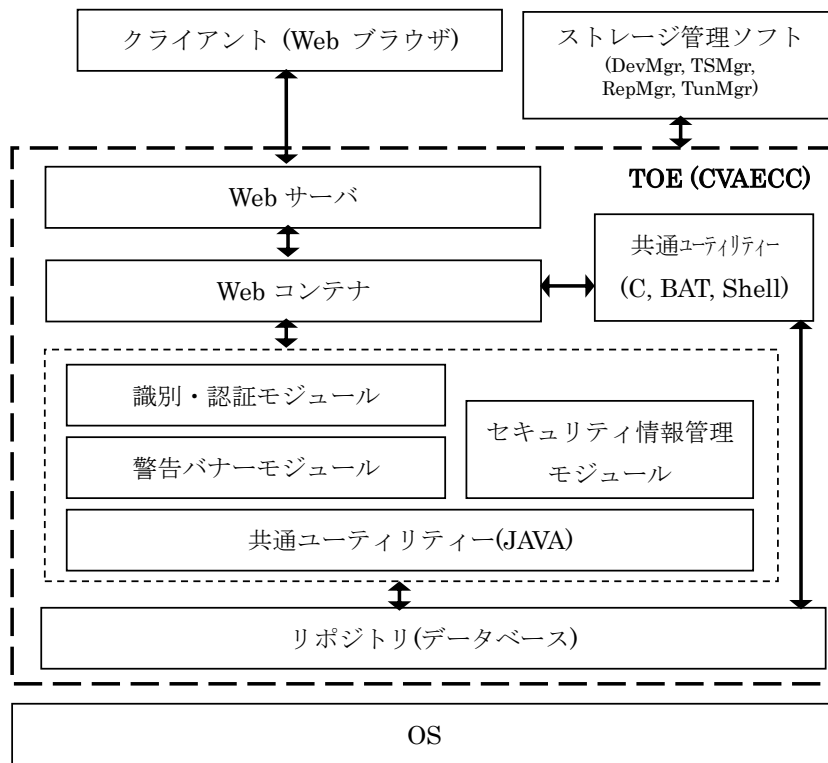 クライアント (Web ブラウザ)
ストレージ管理ソフト
(DevMgr, TSMgr,
RepMgr, TunMgr)
TOE (CVAECC)
Web サーバ
共通ユーティリティー
(C, BAT, Shell)
Web コンテナ
識別・認証モジュール
セキュリティ情報管理
モジュール
警告バナーモジュール
共通ユーティリティー(JAVA)
リポジトリ(データベース)
OS